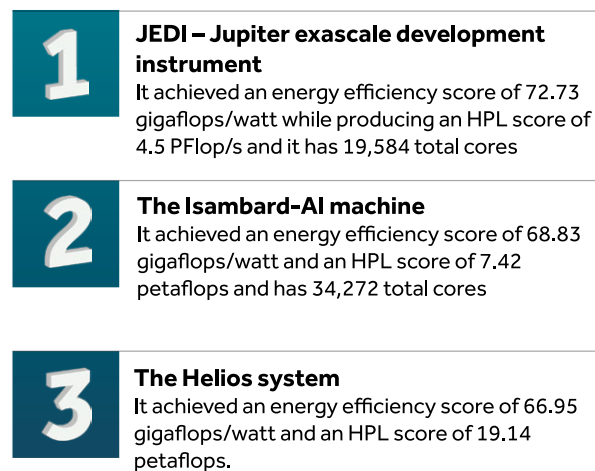 1
JEDI – Jupiter exascale development
instrument
It achieved an energy efficiency score of 72.73
gigaflops/watt while producing an HPL score of
4.5 PFlop/s and it has 19,584 total cores
2
The Isambard-AI machine
It achieved an energy efficiency score of 68.83
gigaflops/watt and an HPL score of 7.42
petaflops and has 34,272 total cores
3
The Helios system
It achieved an energy efficiency score of 66.95
gigaflops/watt and an HPL score of 19.14
petaflops.